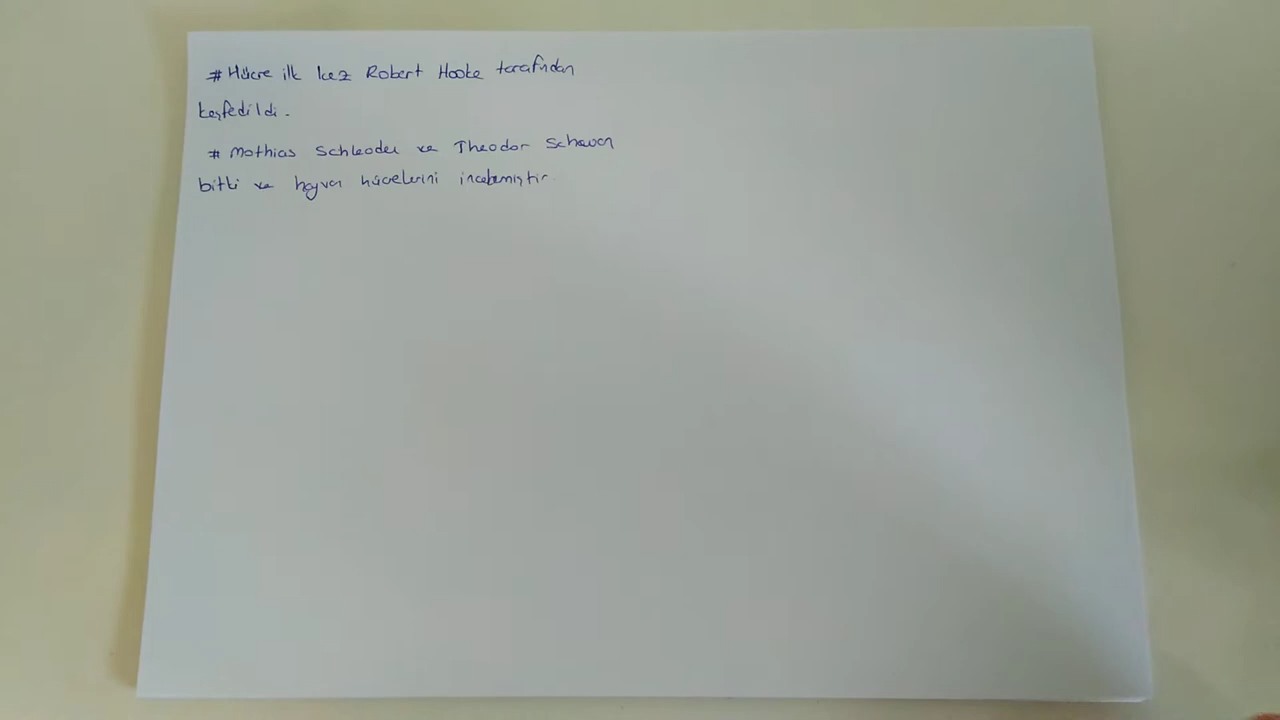 # Hücre ilk kez Robert Hooke tarafından
keşfedildi.
# Mathias Schleoder ve Theodor Schwan
bitki ve hayvan hücrelerini incelemiştir.